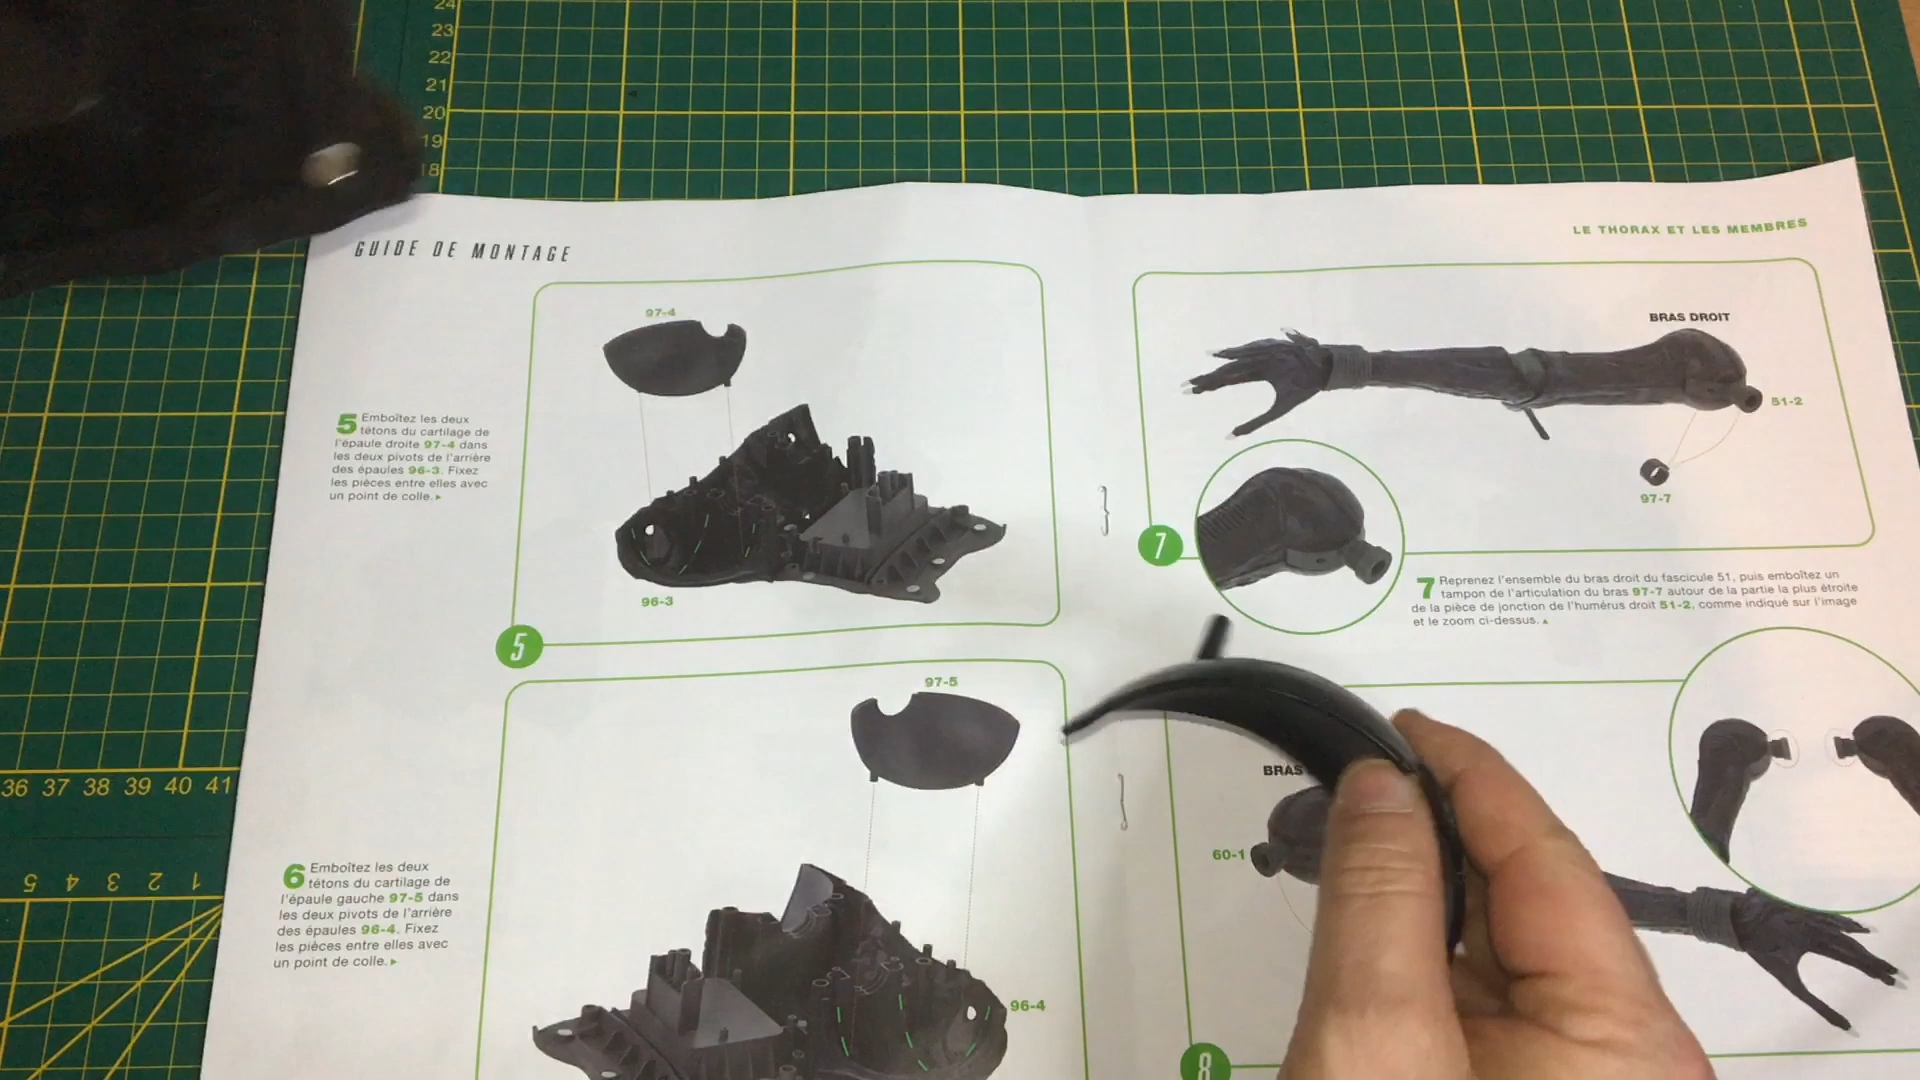 24
23
22
21
20
19
18
GUIDE DE MONTAGE
97-4
5 Emboîtez les deux
tétons du cartilage de
l'épaule droite 97-4 dans
les deux pivots de l'arrière
des épaules 96-3. Fixez
les pièces entre elles avec
un point de colle.
96-3
5
97-5
6 Emboîtez les deux
tétons du cartilage de
l'épaule gauche 97-5 dans
les deux pivots de l'arrière
des épaules 96-4. Fixez
les pièces entre elles avec
un point de colle.
96-4
LE THORAX ET LES MEMBRES
BRAS DROIT
51-2
97-7
7
7 Reprenez l'ensemble du bras droit du fascicule 51, puis emboîtez un
tampon de l'articulation du bras 97-7 autour de la partie la plus étroite
de la pièce de jonction de l'humérus droit 51-2, comme indiqué sur l'image
et le zoom ci-dessus.
BRAS
60-1
8
36 37 38 39 40 41
5 4 3 2 1